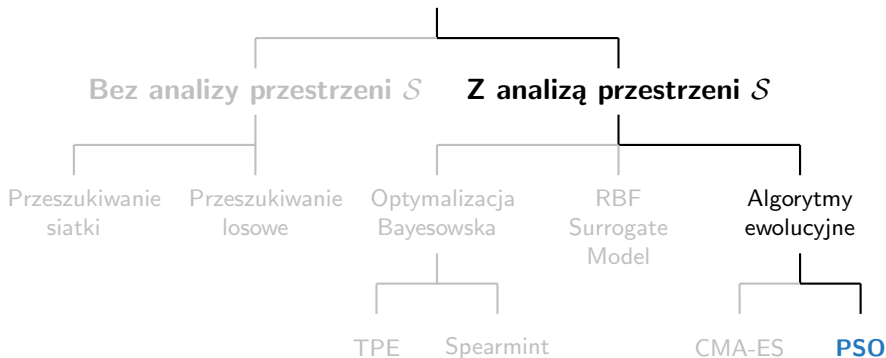 Bez analizy przestrzeni 𝒮
Z analizą przestrzeni 𝒮
Przeszukiwanie
siatki
Przeszukiwanie
losowe
Optymalizacja
Bayesowska
RBF
Surrogate
Model
Algorytmy
ewolucyjne
TPE
Spearmint
CMA-ES
PSO